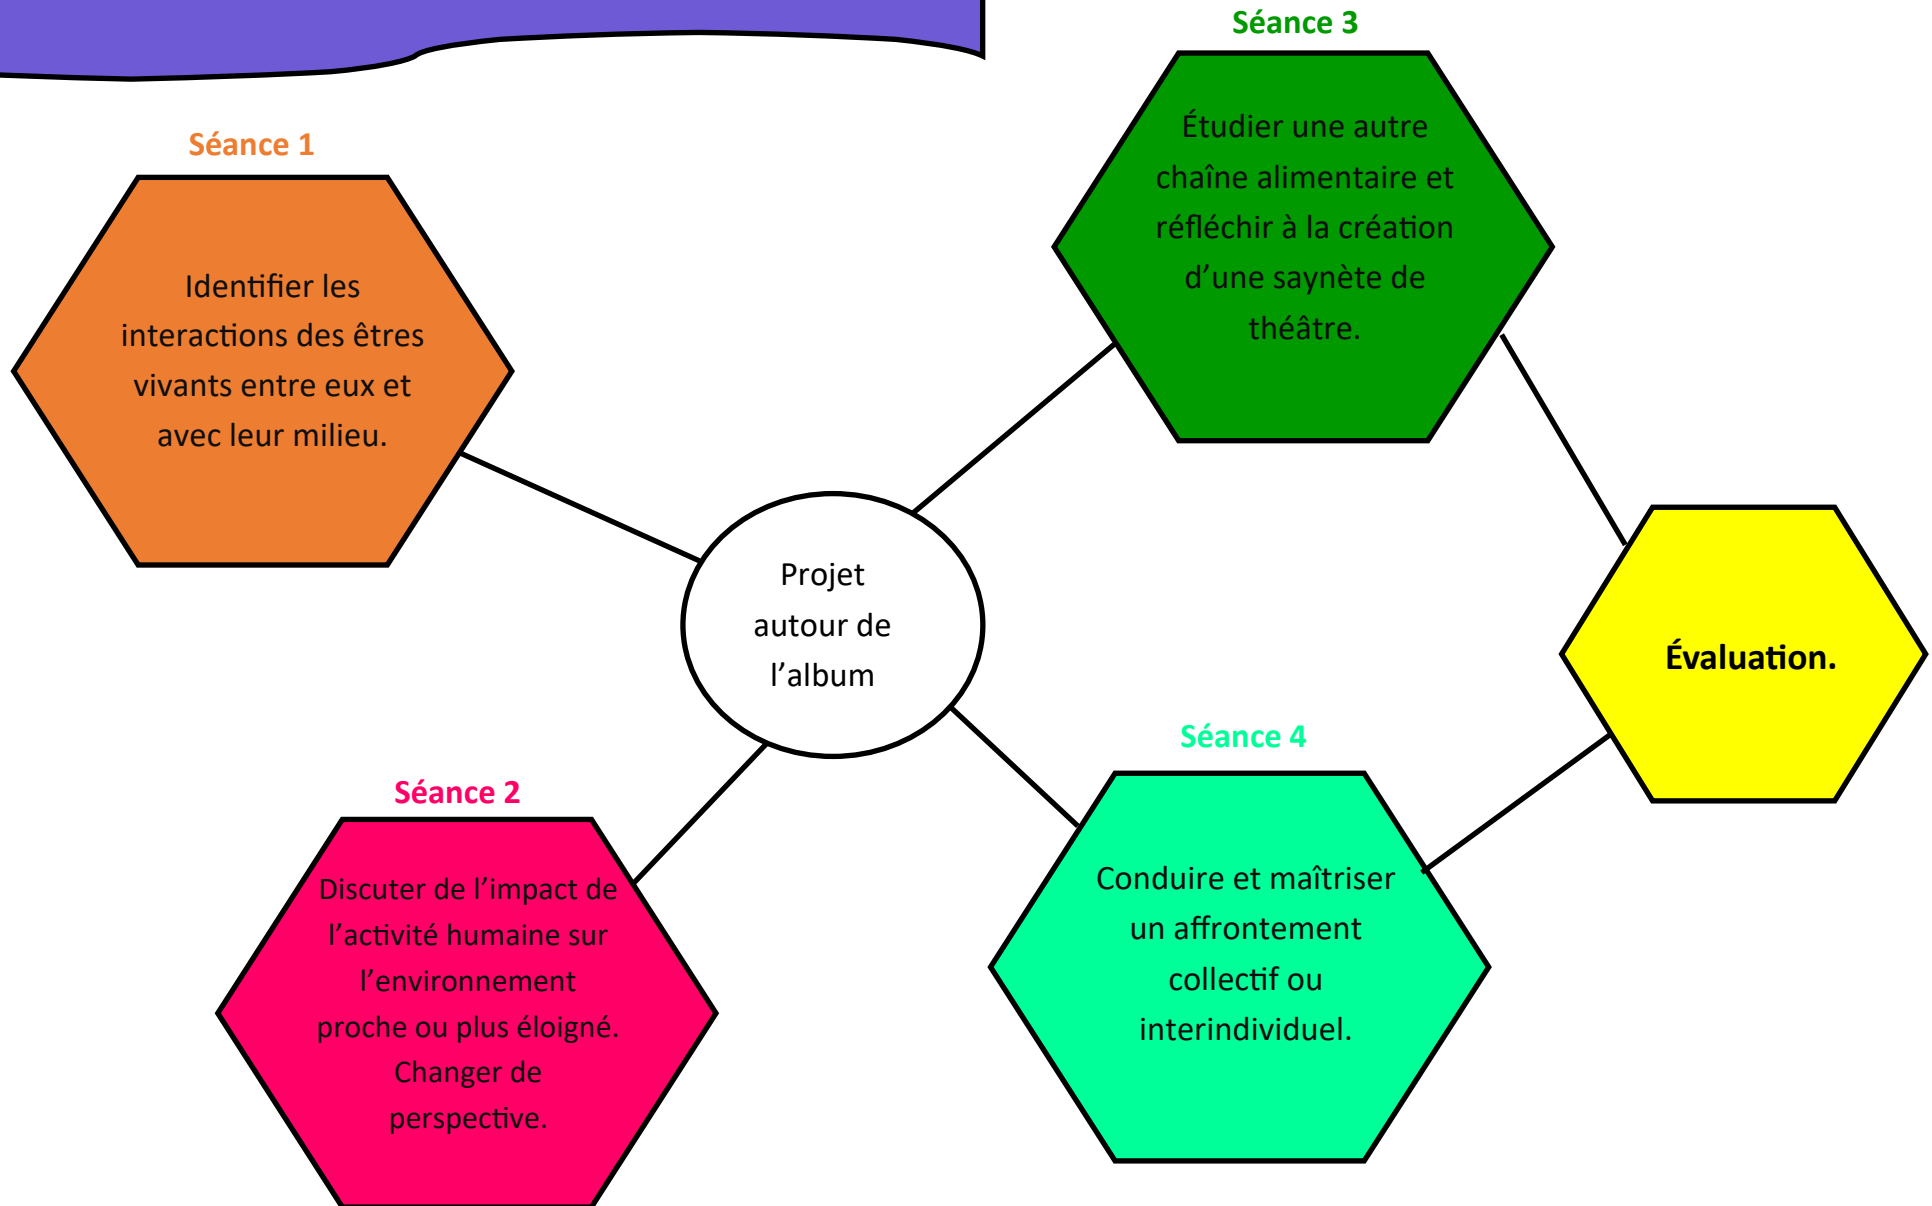 Séance 1
Identifier les
interactions des êtres
vivants entre eux et
avec leur milieu.
Séance 2
Discuter de l'impact de
l'activité humaine sur
l'environnement
proche ou plus éloigné.
Changer de
perspective.
Projet
autour de
l'album
Séance 3
Étudier une autre
chaîne alimentaire et
réfléchir à la création
d'une saynète de
théâtre.
Séance 4
Conduire et maîtriser
un affrontement
collectif ou
interindividuel.
Évaluation.